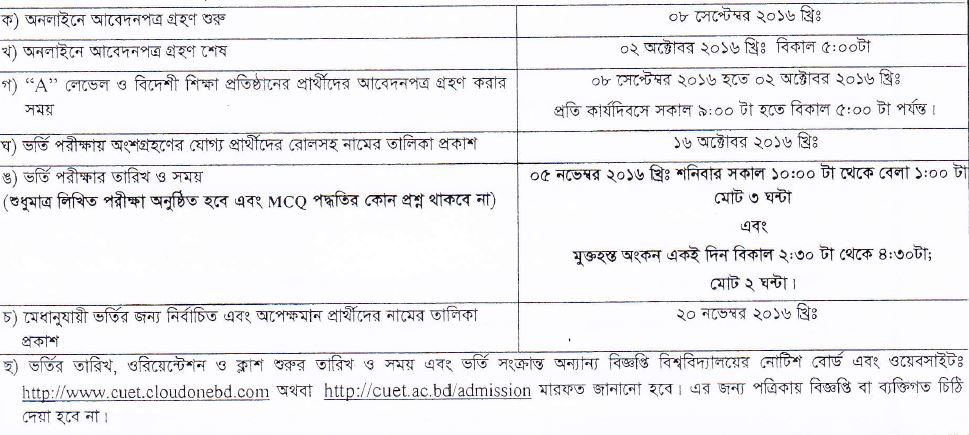 ক) অনলাইনে আবেদনপত্র গ্রহণ শুরু
০৮ সেপ্টেম্বর ২০১৬ খ্রিঃ
খ) অনলাইনে আবেদনপত্র গ্রহণ শেষ
০২ অক্টোবর ২০১৬ খ্রিঃ বিকাল ৫:০০টা
গ) “A” লেভেল ও বিদেশী শিক্ষা প্রতিষ্ঠানের প্রার্থীদের আবেদনপত্র গ্রহণ করার
সময়
০৮ সেপ্টেম্বর ২০১৬ হতে ০২ অক্টোবর ২০১৬ খ্রিঃ
প্রতি কার্যদিবসে সকাল ৯:০০ টা হতে বিকাল ৫:০০ টা পর্যন্ত।
ঘ) ভর্তি পরীক্ষায় অংশগ্রহণের যোগ্য প্রার্থীদের রোলসহ নামের তালিকা প্রকাশ
১৬ অক্টোবর ২০১৬ খ্রিঃ
ঙ) ভর্তি পরীক্ষার তারিখ ও সময়
(শুধুমাত্র লিখিত পরীক্ষা অনুষ্ঠিত হবে এবং MCQ পদ্ধতির কোন প্রশ্ন থাকবে না)
০৫ নভেম্বর ২০১৬ খ্রিঃ শনিবার সকাল ১০:০০ টা থেকে বেলা ১:০০ টা
মোট ৩ ঘন্টা
এবং
মুক্তহস্ত অংকন একই দিন বিকাল ২:৩০ টা থেকে ৪:৩০টা;
মোট ২ ঘন্টা।
চ) মেধানুযায়ী ভর্তির জন্য নির্বাচিত এবং অপেক্ষমান প্রার্থীদের নামের তালিকা
প্রকাশ
২০ নভেম্বর ২০১৬ খ্রিঃ
ছ) ভর্তির তারিখ, ওরিয়েন্টেশন ও ক্লাশ শুরুর তারিখ ও সময় এবং ভর্তি সংক্রান্ত অন্যান্য বিজ্ঞপ্তি বিশ্ববিদ্যালয়ের নোটিশ বোর্ড এবং ওয়েবসাইটঃ
http://www.cuet.cloudonebd.com অথবা http://cuet.ac.bd/admission মারফত জানানো হবে। এর জন্য পত্রিকায় বিজ্ঞপ্তি বা ব্যক্তিগত চিঠি
দেয়া হবে না।